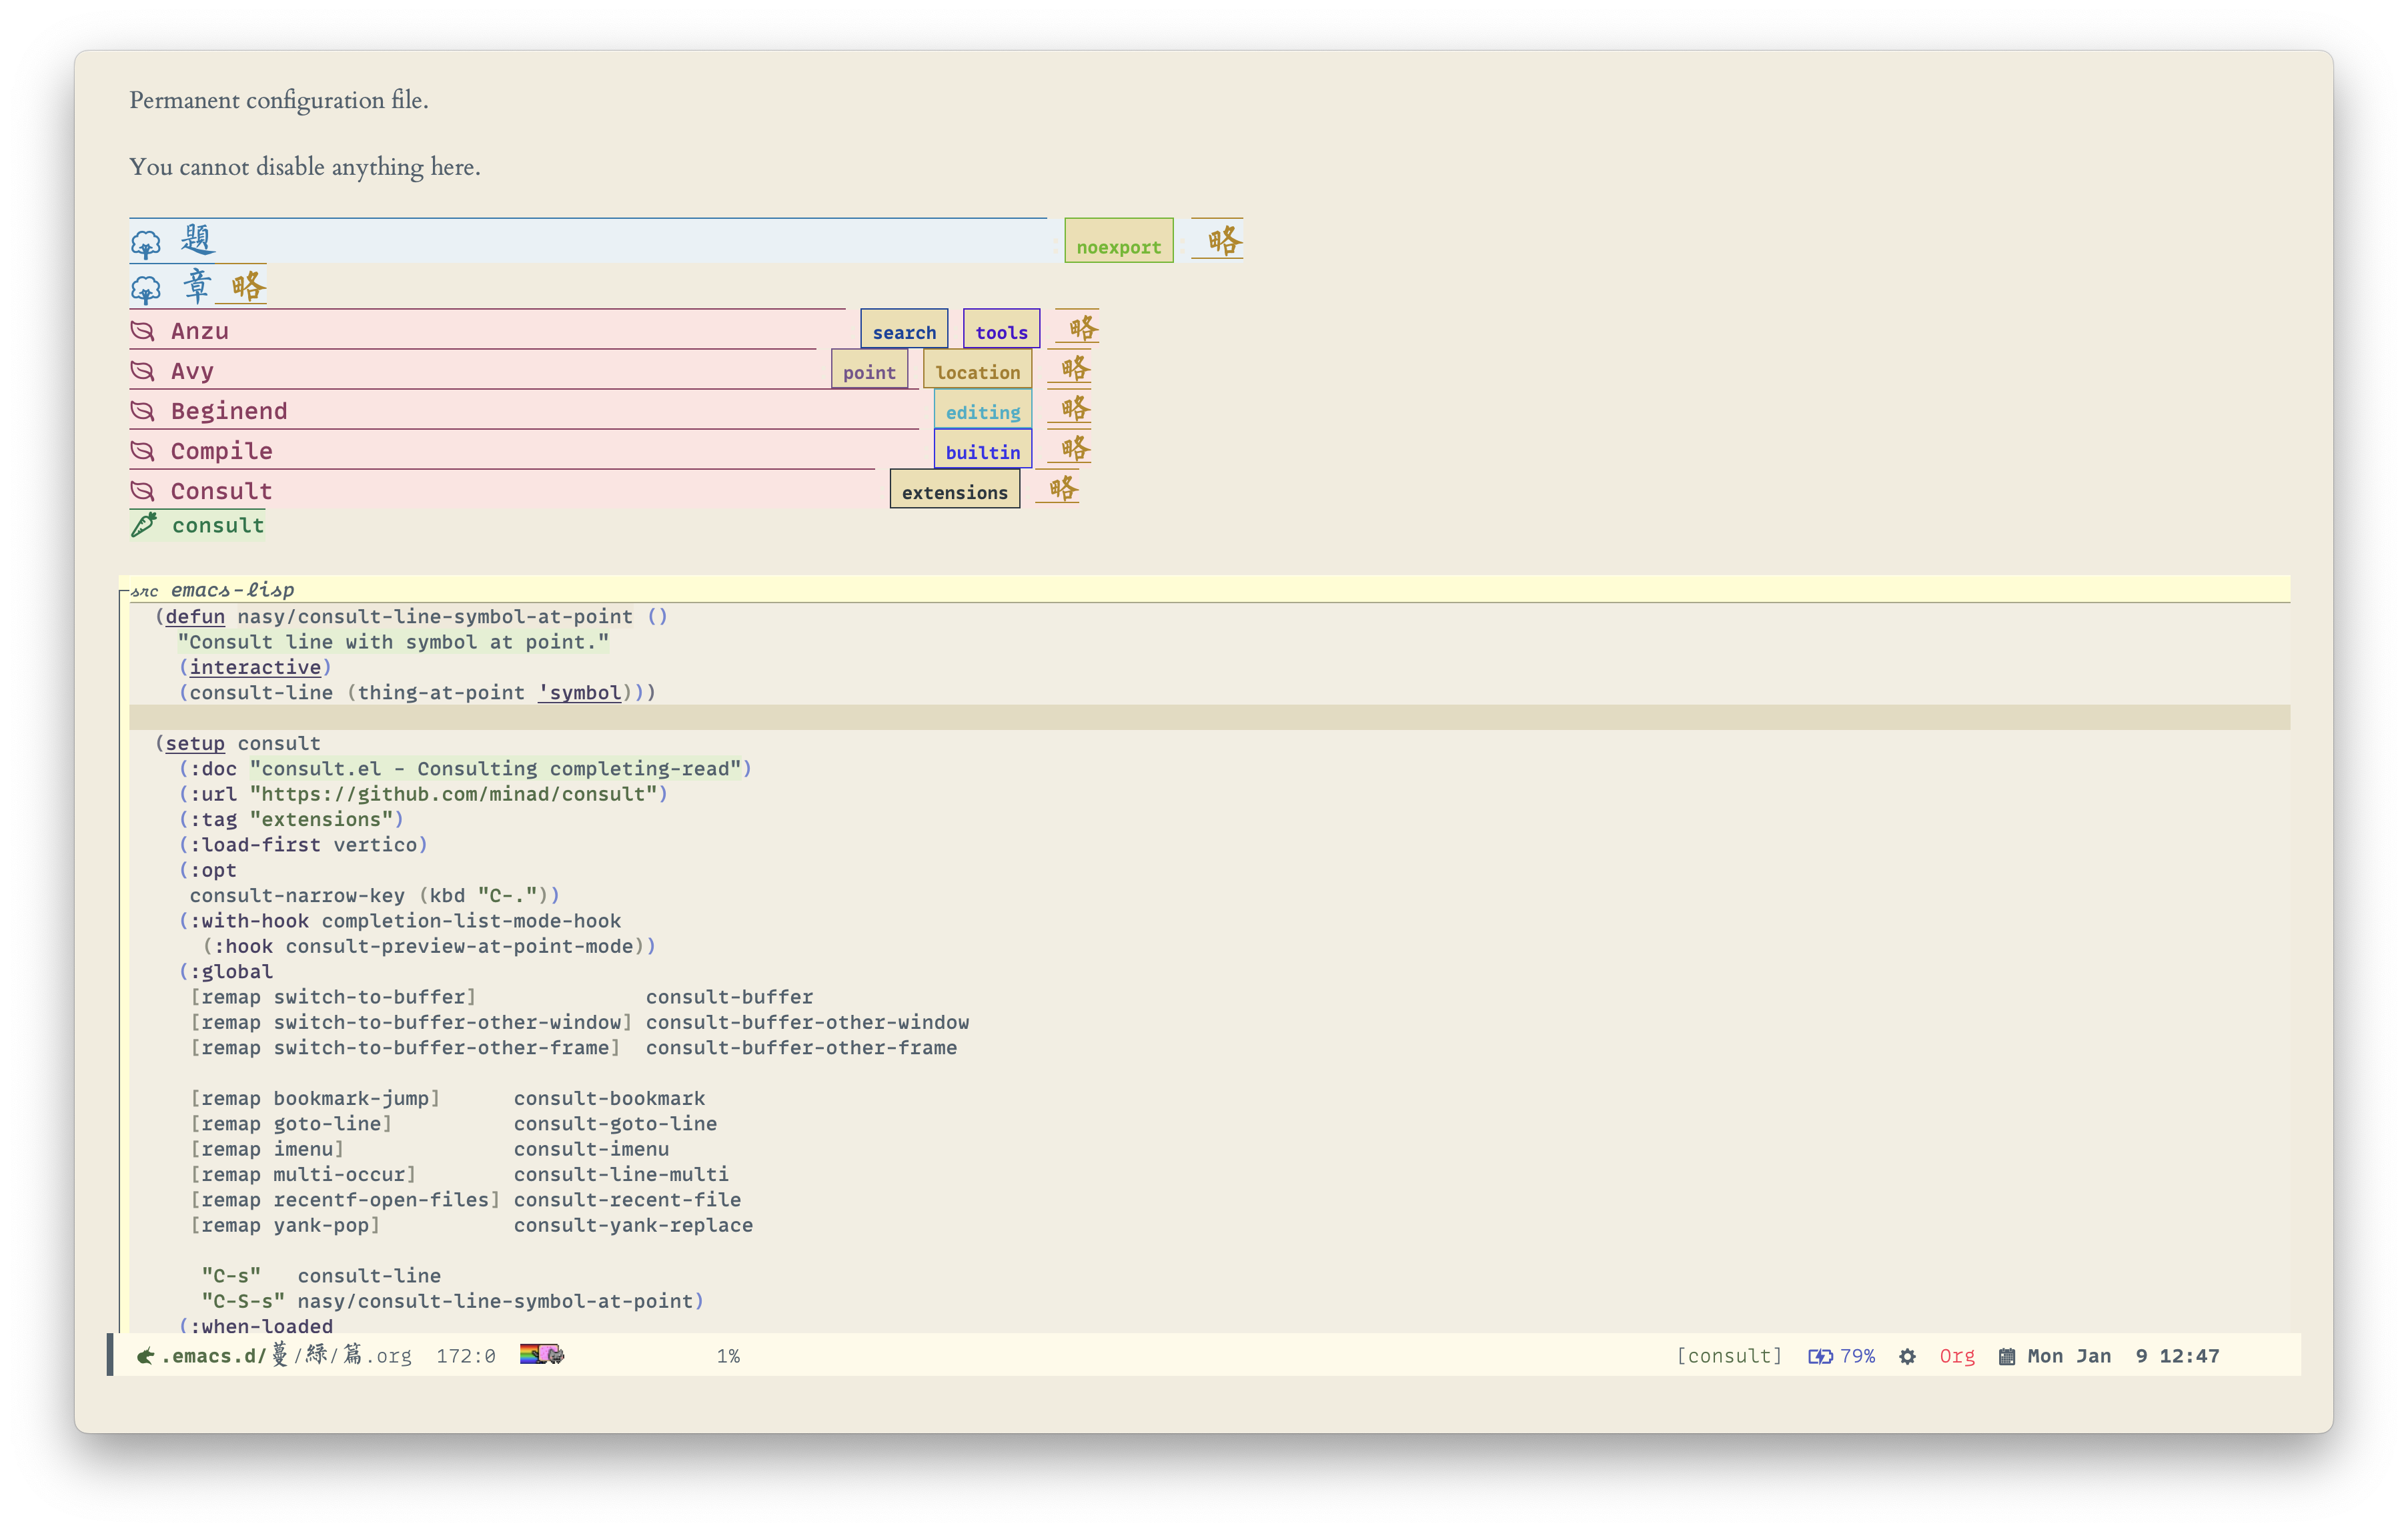 Permanent configuration file.
You cannot disable anything here.
題 noexport 略
章 略
Anzu search tools 略
Avy point location 略
Beginend editing 略
Compile builtin 略
Consult extensions 略
consult
src emacs-lisp
(defun nasy/consult-line-symbol-at-point ()
"Consult line with symbol at point."
(interactive)
(consult-line (thing-at-point 'symbol)))
(setup consult
(:doc "consult.el - Consulting completing-read")
(:url "https://github.com/minad/consult")
(:tag "extensions")
(:load-first vertico)
(:opt
consult-narrow-key (kbd "C-."))
(:with-hook completion-list-mode-hook
(:hook consult-preview-at-point-mode))
(:global
[remap switch-to-buffer] consult-buffer
[remap switch-to-buffer-other-window] consult-buffer-other-window
[remap switch-to-buffer-other-frame] consult-buffer-other-frame
[remap bookmark-jump] consult-bookmark
[remap goto-line] consult-goto-line
[remap imenu] consult-imenu
[remap multi-occur] consult-line-multi
[remap recentf-open-files] consult-recent-file
[remap yank-pop] consult-yank-replace
"C-s" consult-line
"C-S-s" nasy/consult-line-symbol-at-point)
(:when-loaded
.emacs.d/蔓/緑/篇.org 172:0 1% [consult] 79% Org Mon Jan 9 12:47